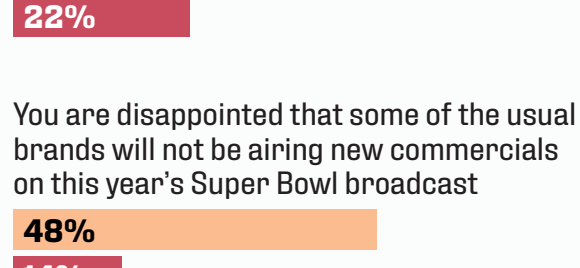 22%
You are disappointed that some of the usual
brands will not be airing new commercials
on this year's Super Bowl broadcast
48%